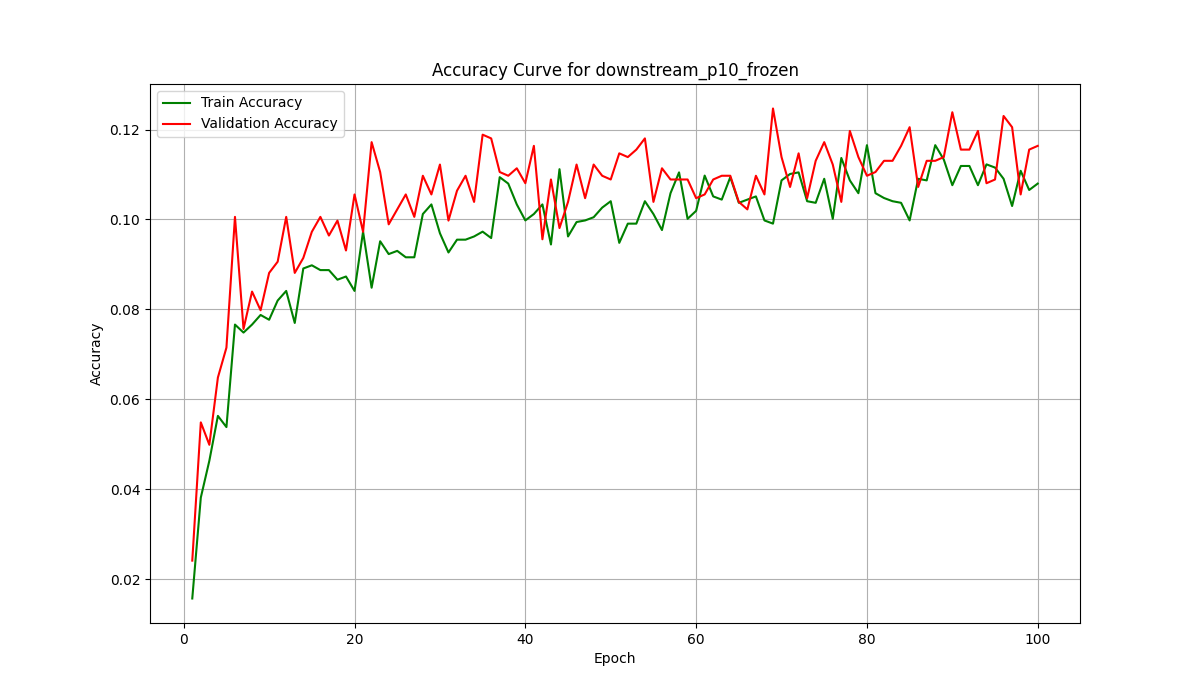 Accuracy Curve for downstream_p10_frozen
Train Accuracy
Validation Accuracy
0.12
0.10
0.08
0.06
0.04
0.02
Accuracy
0 20 40 60 80 100
Epoch